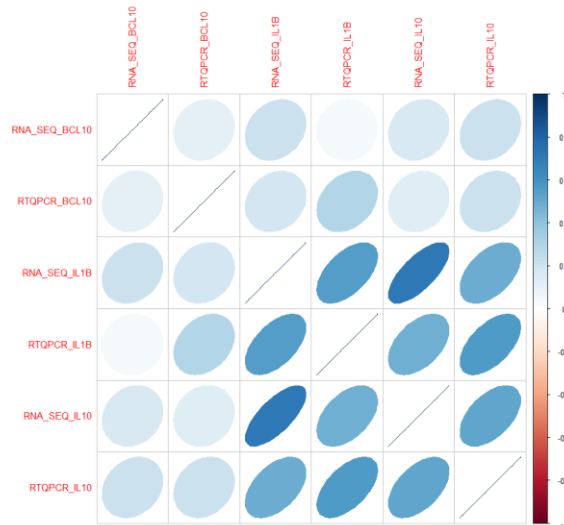 RNA_SEQ_BCL10
RTQPCR_BCL10
RNA_SEQ_IL1B
RTQPCR_IL1B
RNA_SEQ_IL10
RTQPCR_IL10
RNA_SEQ_BCL10
RTQPCR_BCL10
RNA_SEQ_IL1B
RTQPCR_IL1B
RNA_SEQ_IL10
RTQPCR_IL10